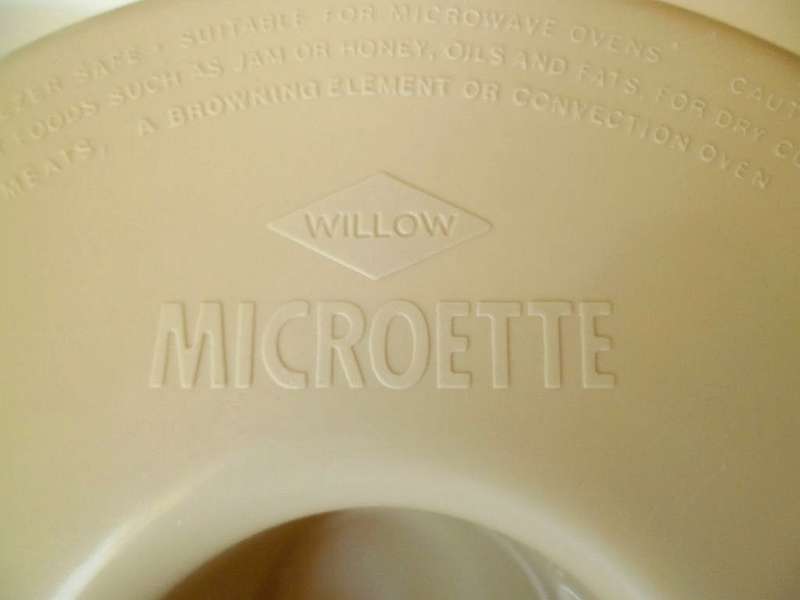 SAFE • SUITABLE FOR MICROWAVE OVENS •
FOODS SUCH AS JAM OR HONEY, OILS AND FATS. FOR DRY
MEATS, A BROWNING ELEMENT OR CONVECTION OVEN
WILLOW
MICROETTE